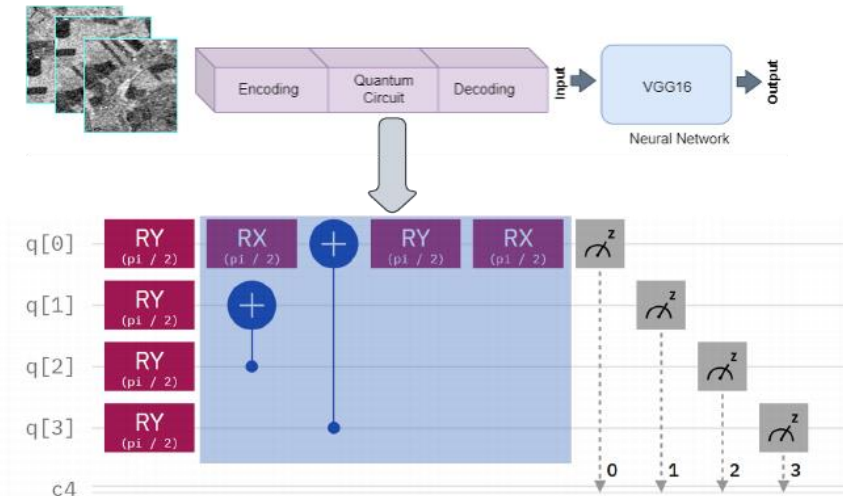 Encoding
Quantum
Circuit
Decoding
Input
VGG16
Output
Neural Network
q[0]
RY
(pi / 2)
RX
(pi / 2)
RY
(pi / 2)
RX
(pi / 2)
z
q[1]
RY
(pi / 2)
z
q[2]
RY
(pi / 2)
z
q[3]
RY
(pi / 2)
z
0
1
2
3
c4